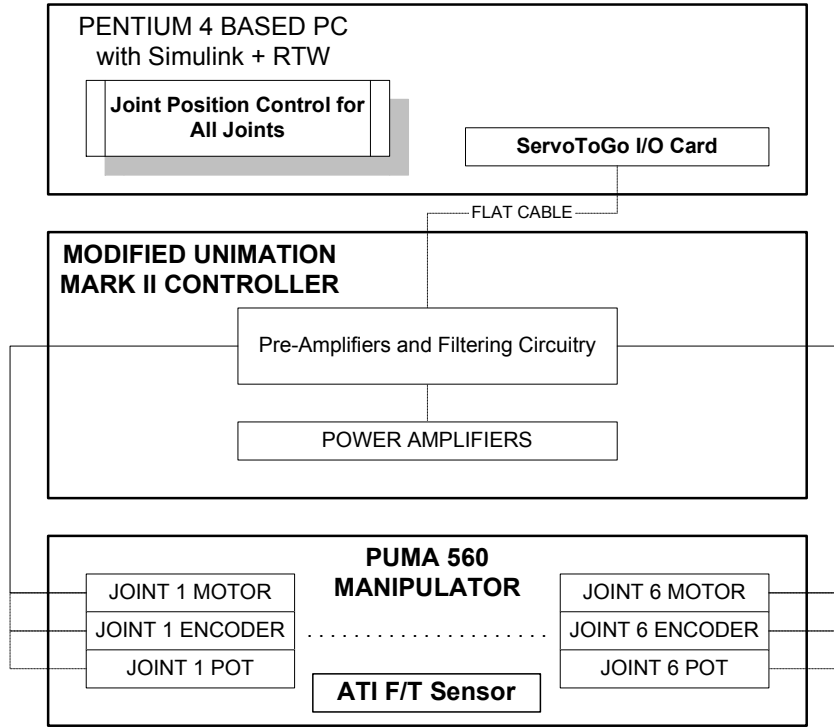 PENTIUM 4 BASED PC
with Simulink + RTW
Joint Position Control for
All Joints
ServoToGo I/O Card
FLAT CABLE
MODIFIED UNIMATION
MARK II CONTROLLER
Pre-Amplifiers and Filtering Circuitry
POWER AMPLIFIERS
PUMA 560
MANIPULATOR
JOINT 1 MOTOR
JOINT 1 ENCODER
JOINT 1 POT
. . . . . . . . . . . . . . . . . . . . . .
JOINT 6 MOTOR
JOINT 6 ENCODER
JOINT 6 POT
ATI F/T Sensor